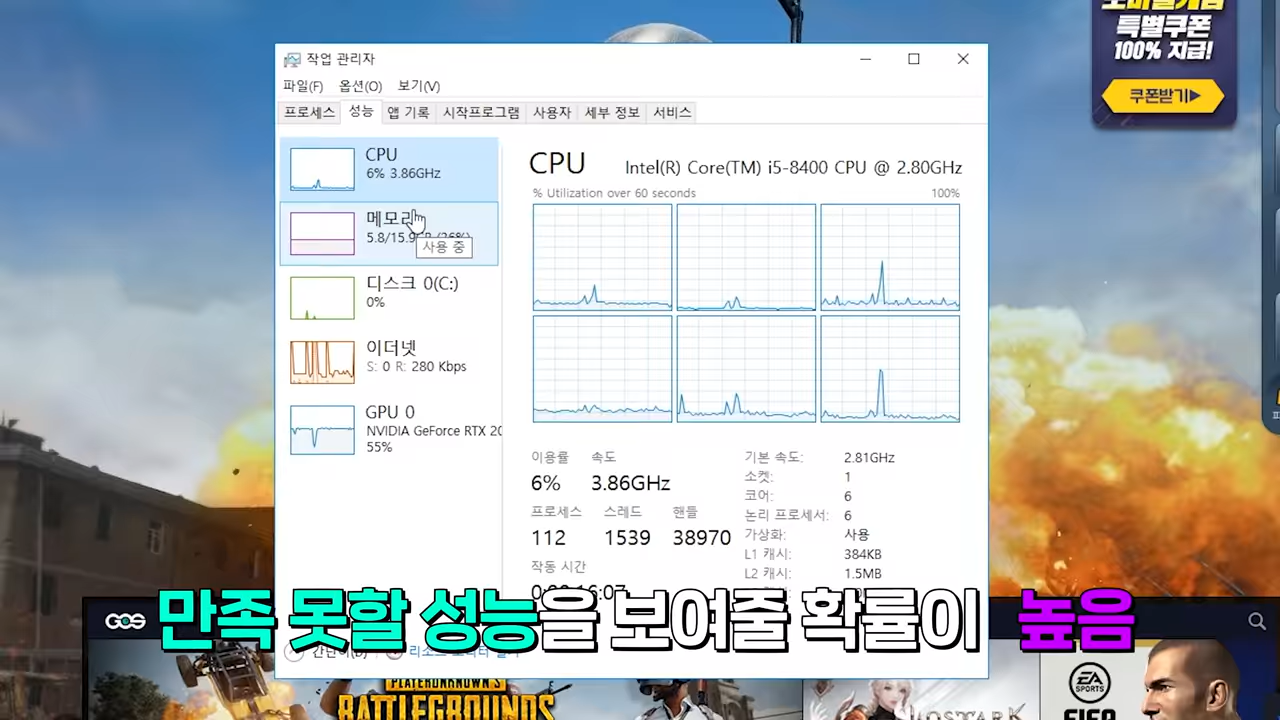 모바일게임
특별쿠폰
100% 지급!
쿠폰받기▶
작업 관리자
파일(F) 옵션(O) 보기(V)
프로세스 성능 앱 기록 시작프로그램 사용자 세부 정보 서비스
CPU
6% 3.86GHz
메모리
사용 중
디스크 0(C:)
0%
이더넷
S: 0 R: 280 Kbps
GPU 0
NVIDIA GeForce RTX 20
55%
CPU Intel(R) Core(TM) i5-8400 CPU @ 2.80GHz
% Utilization over 60 seconds 100%
이용률 속도
6% 3.86GHz
프로세스 스레드 핸들
112 1539 38970
작동 시간
기본 속도: 2.81GHz
소켓: 1
코어: 6
논리 프로세서: 6
가상화: 사용
L1 캐시: 384KB
L2 캐시: 1.5MB
만족 못할 성능을 보여줄 확률이 높음
GOS
PLAYERUNKNOWN'S
BATTLEGROUNDS
EA
SPORTS
FIFA